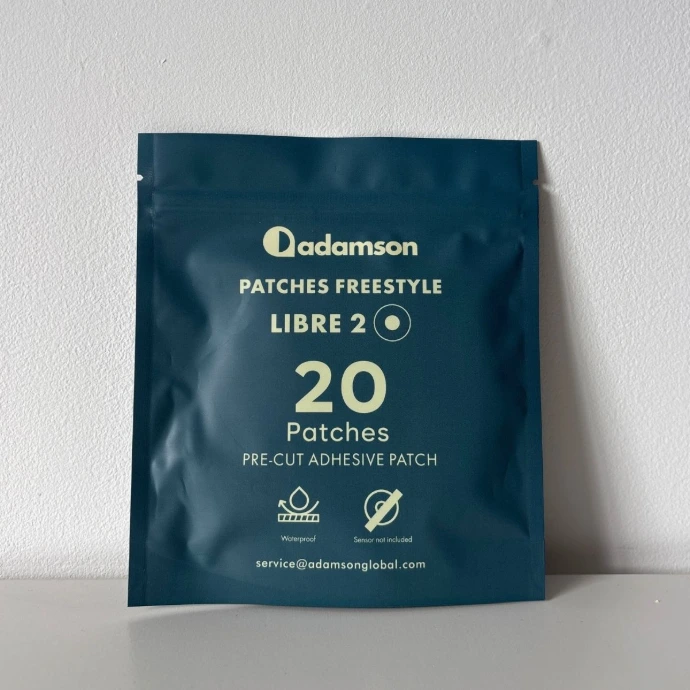 adamson
PATCHES FREESTYLE
LIBRE 2
20
Patches
PRE-CUT ADHESIVE PATCH
Waterproof
Sensor not included
service@adamsonglobal.com